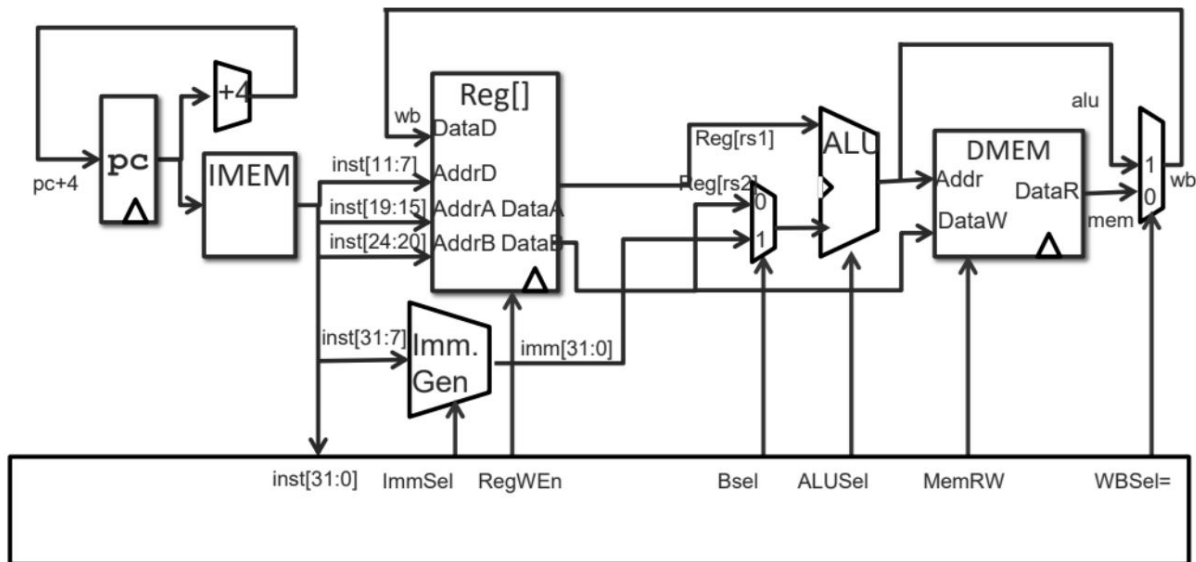 +4
Reg[]
alu
wb
DataD
pc
IMEM
inst[11:7]
AddrD
Reg[rs1]
ALU
DMEM
1
pc+4
inst[19:15]
AddrA DataA
Reg[rs2]
0
Addr
DataR
0
wb
inst[24:20]
AddrB DataB
1
DataW
mem
inst[31:7]
Imm.
Gen
imm[31:0]
inst[31:0]
ImmSel
RegWEn
Bsel
ALUSel
MemRW
WBSel=